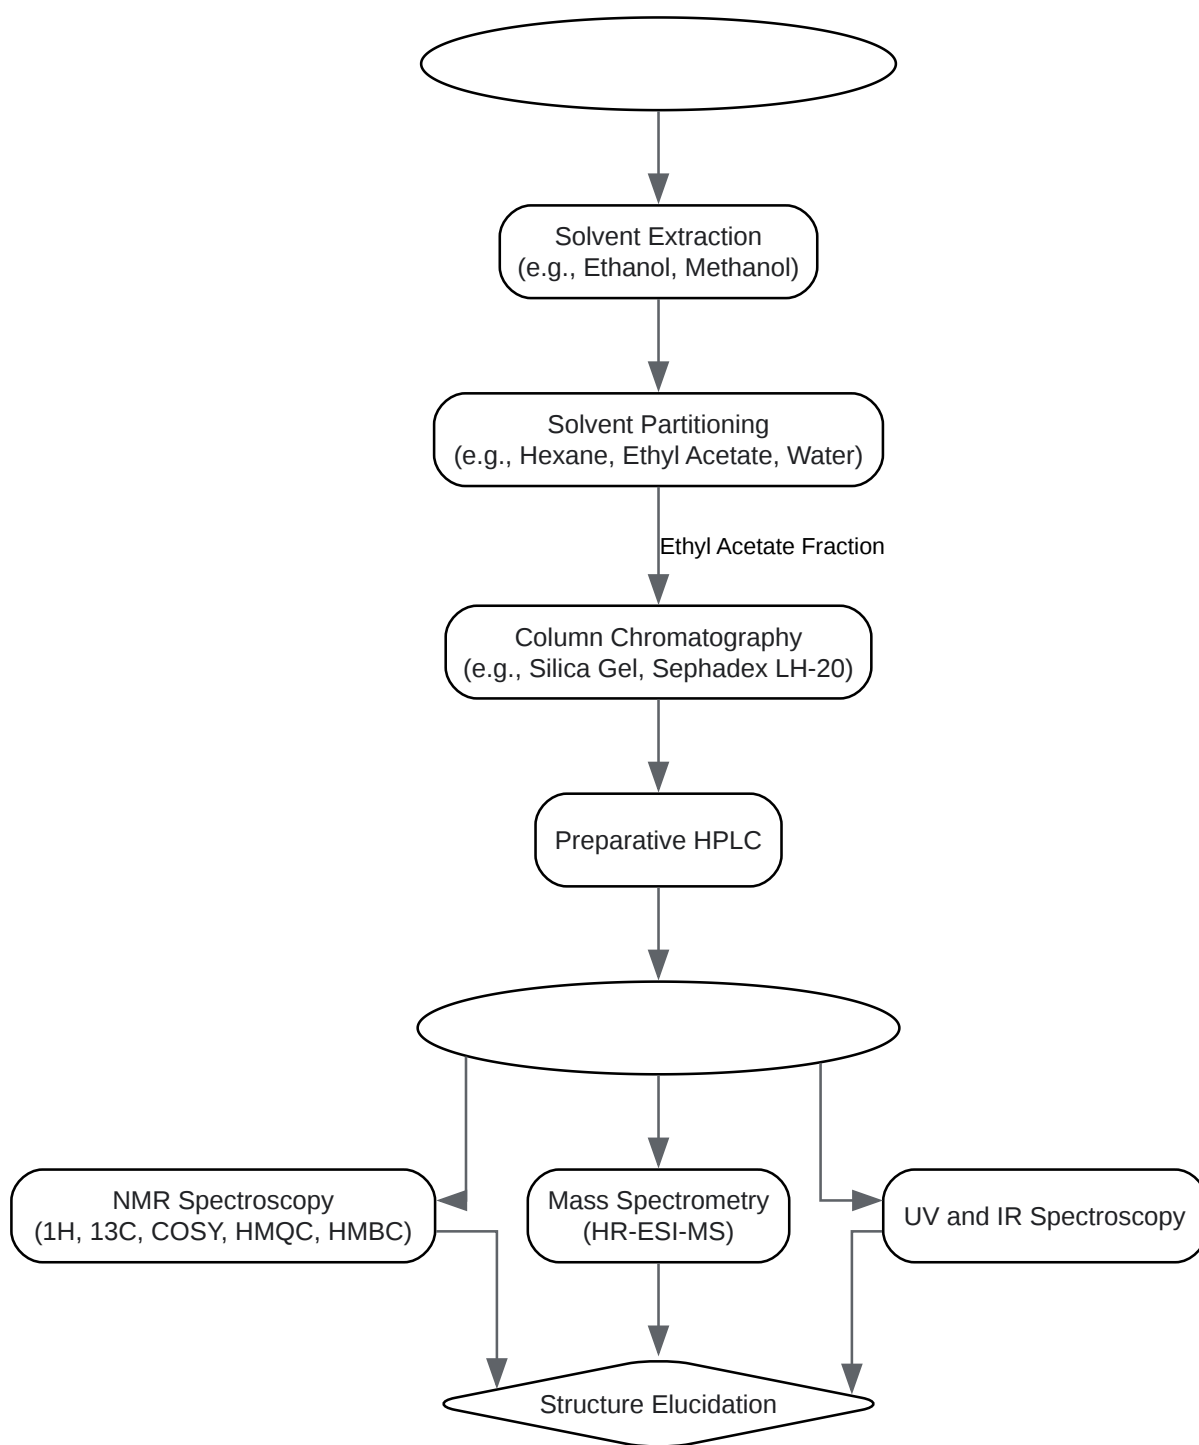 Solvent Extraction
(e.g., Ethanol, Methanol)
Solvent Partitioning
(e.g., Hexane, Ethyl Acetate, Water)
Ethyl Acetate Fraction
Column Chromatography
(e.g., Silica Gel, Sephadex LH-20)
Preparative HPLC
NMR Spectroscopy
(1H, 13C, COSY, HMQC, HMBC)
Mass Spectrometry
(HR-ESI-MS)
UV and IR Spectroscopy
Structure Elucidation